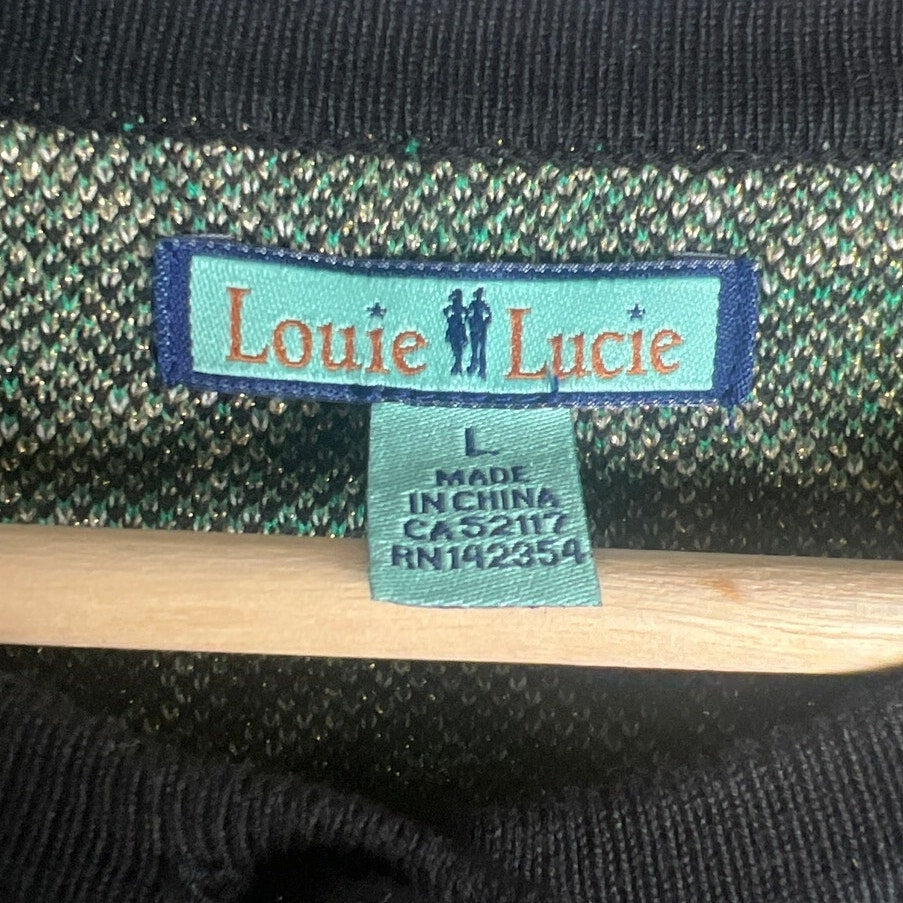 Louie Lucie
L
MADE
IN CHINA
CA 52117
RN142354